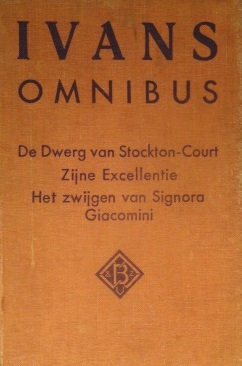 IVANS
OMNIBUS
De Dwerg van Stockton-Court
Zijne Excellentie
Het zwijgen van Signora
Giacomini